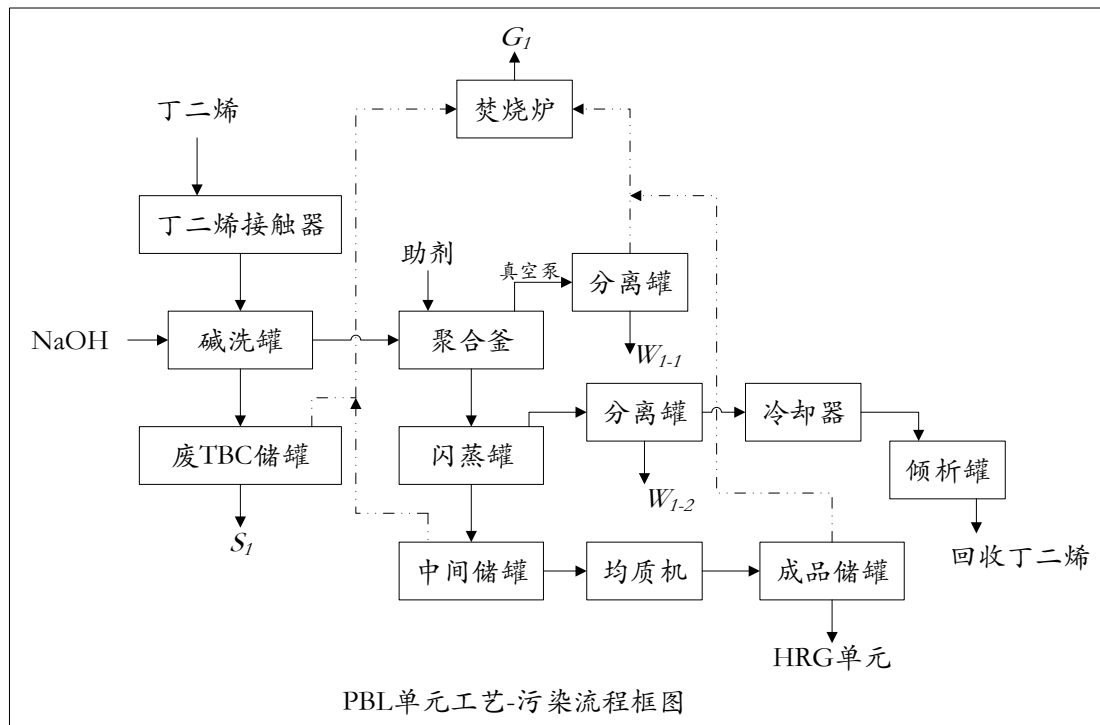 G1
焚烧炉
丁二烯
丁二烯接触器
助剂
真空泵
分离罐
NaOH
碱洗罐
聚合釜
W1-1
分离罐
冷却器
废TBC储罐
闪蒸罐
倾析罐
W1-2
S1
中间储罐
均质机
成品储罐
回收丁二烯
HRG单元
PBL单元工艺-污染流程框图